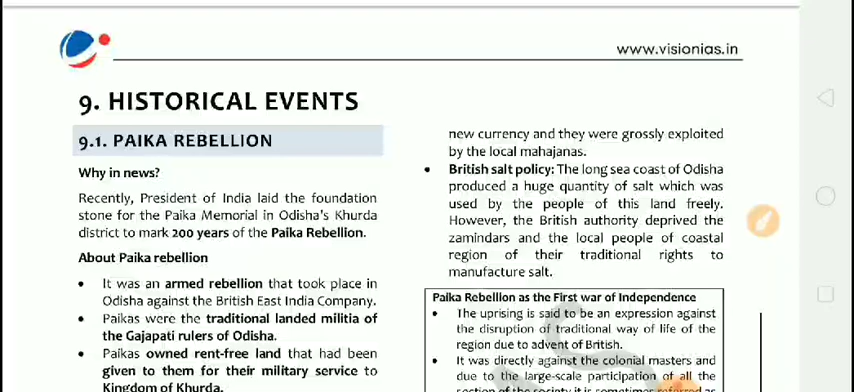 www.visionias.in
9. HISTORICAL EVENTS
9.1. PAIKA REBELLION
Why in news?
Recently, President of India laid the foundation
stone for the Paika Memorial in Odisha's Khurda
district to mark 200 years of the Paika Rebellion.
About Paika rebellion
• It was an armed rebellion that took place in
Odisha against the British East India Company.
• Paikas were the traditional landed militia of
the Gajapati rulers of Odisha.
• Paikas owned rent-free land that had been
given to them for their military service to
Kingdom of Khurda.
new currency and they were grossly exploited
by the local mahajanas.
• British salt policy: The long sea coast of Odisha
produced a huge quantity of salt which was
used by the people of this land freely.
However, the British authority deprived the
zamindars and the local people of coastal
region of their traditional rights to
manufacture salt.
Paika Rebellion as the First war of Independence
• The uprising is said to be an expression against
the disruption of traditional way of life of the
region due to advent of British.
• It was directly against the colonial masters and
due to the large-scale participation of all the
section of the society it is sometimes referred as